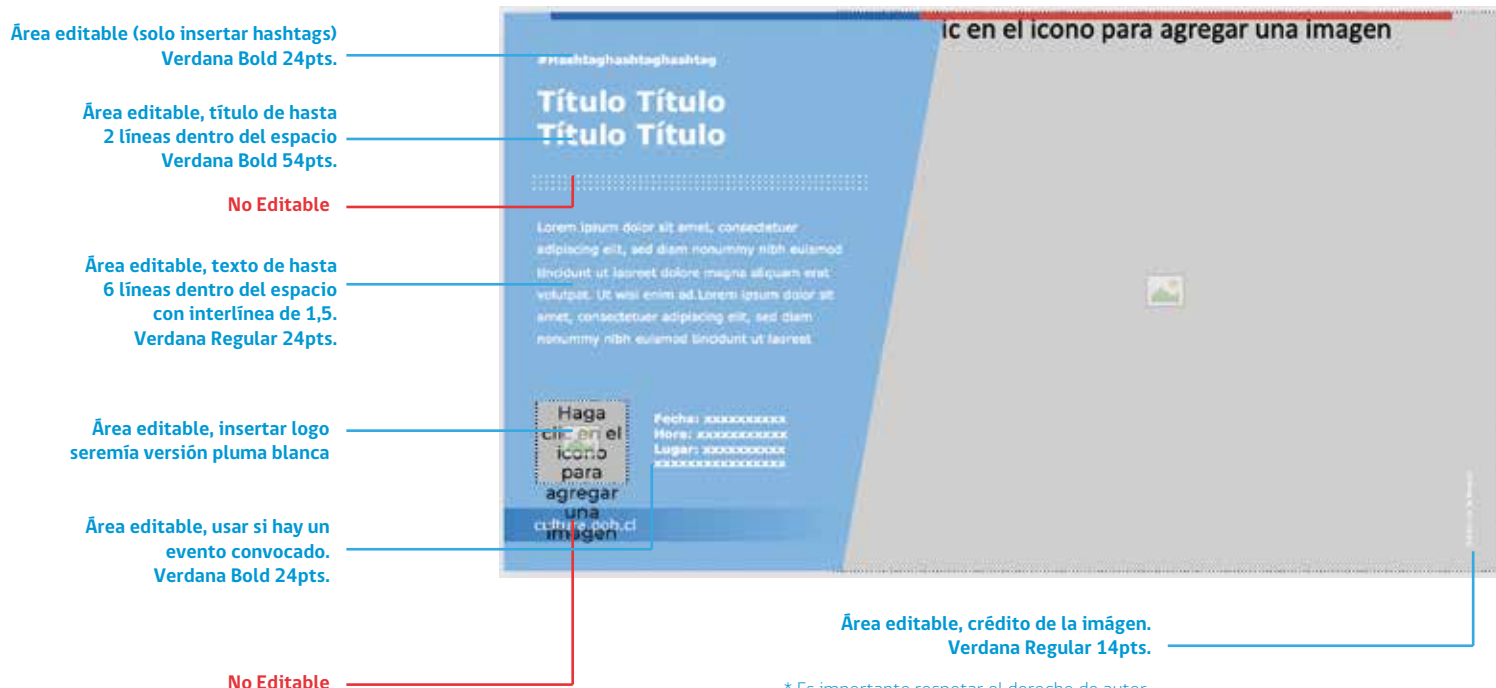 Área editable (solo insertar hashtags)
Verdana Bold 24pts.
Área editable, título de hasta
2 líneas dentro del espacio
Verdana Bold 54pts.
No Editable
Área editable, texto de hasta
6 líneas dentro del espacio
con interlínea de 1,5.
Verdana Regular 24pts.
Área editable, insertar logo
seremía versión pluma blanca
Área editable, usar si hay un
evento convocado.
Verdana Bold 24pts.
No Editable
ic en el icono para agregar una imagen
#Hashtaghashtaghashtag
Título Título
Título Título
Lorem ipsum dolor sit amet, consectetuer
adipiscing elit, sed diam nonummy nibh euismod
tincidunt ut laoreet dolore magna aliquam erat
volutpat. Ut wisi enim ad.Lorem ipsum dolor sit
amet, consectetuer adipiscing elit, sed diam
nonummy nibh euismod tincidunt ut laoreet
Haga
clic en el
icono
para
agregar
una
imagen
Fecha: xxxxxxxxxx
Hora: xxxxxxxxxxx
Lugar: xxxxxxxxxx
xxxxxxxxxxxxxxxx
Área editable, crédito de la imágen.
Verdana Regular 14pts.
* Es importante respetar el derecho de autor